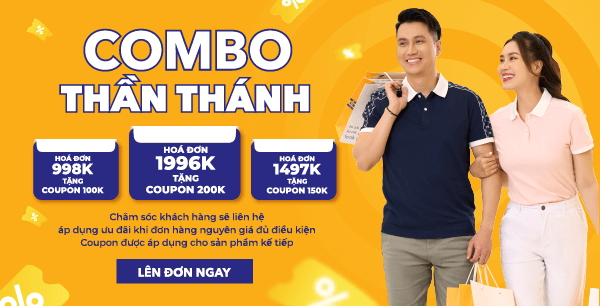 COMBO
THẦN THÁNH
HOÁ ĐƠN
998K
TẶNG
COUPON 100K
HOÁ ĐƠN
1996K
TẶNG
COUPON 200K
HOÁ ĐƠN
1497K
TẶNG
COUPON 150K
Chăm sóc khách hàng sẽ liên hệ
áp dụng ưu đãi khi đơn hàng nguyên giá đủ điều kiện
Coupon được áp dụng cho sản phẩm kế tiếp
LÊN ĐƠN NGAY